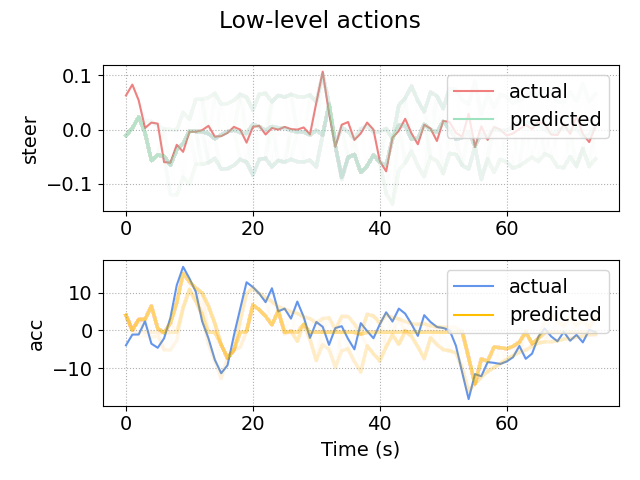 Low-level actions
0.1
0.0
−0.1
steer
actual
predicted
0
20
40
60
10
0
−10
acc
actual
predicted
0
20
40
60
Time (s)